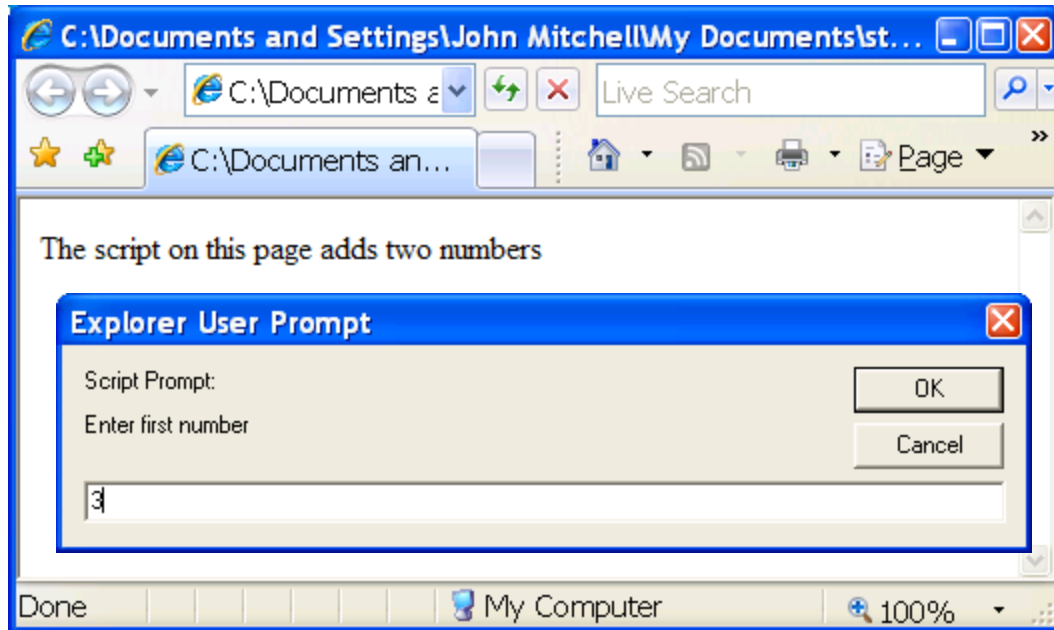 C:\Documents and Settings\John Mitchell\My Documents\st...
C:\Documents
Live Search
C:\Documents an...
Page
»
The script on this page adds two numbers
Explorer User Prompt
Script Prompt:
OK
Enter first number
Cancel
3
Done
My Computer
100%